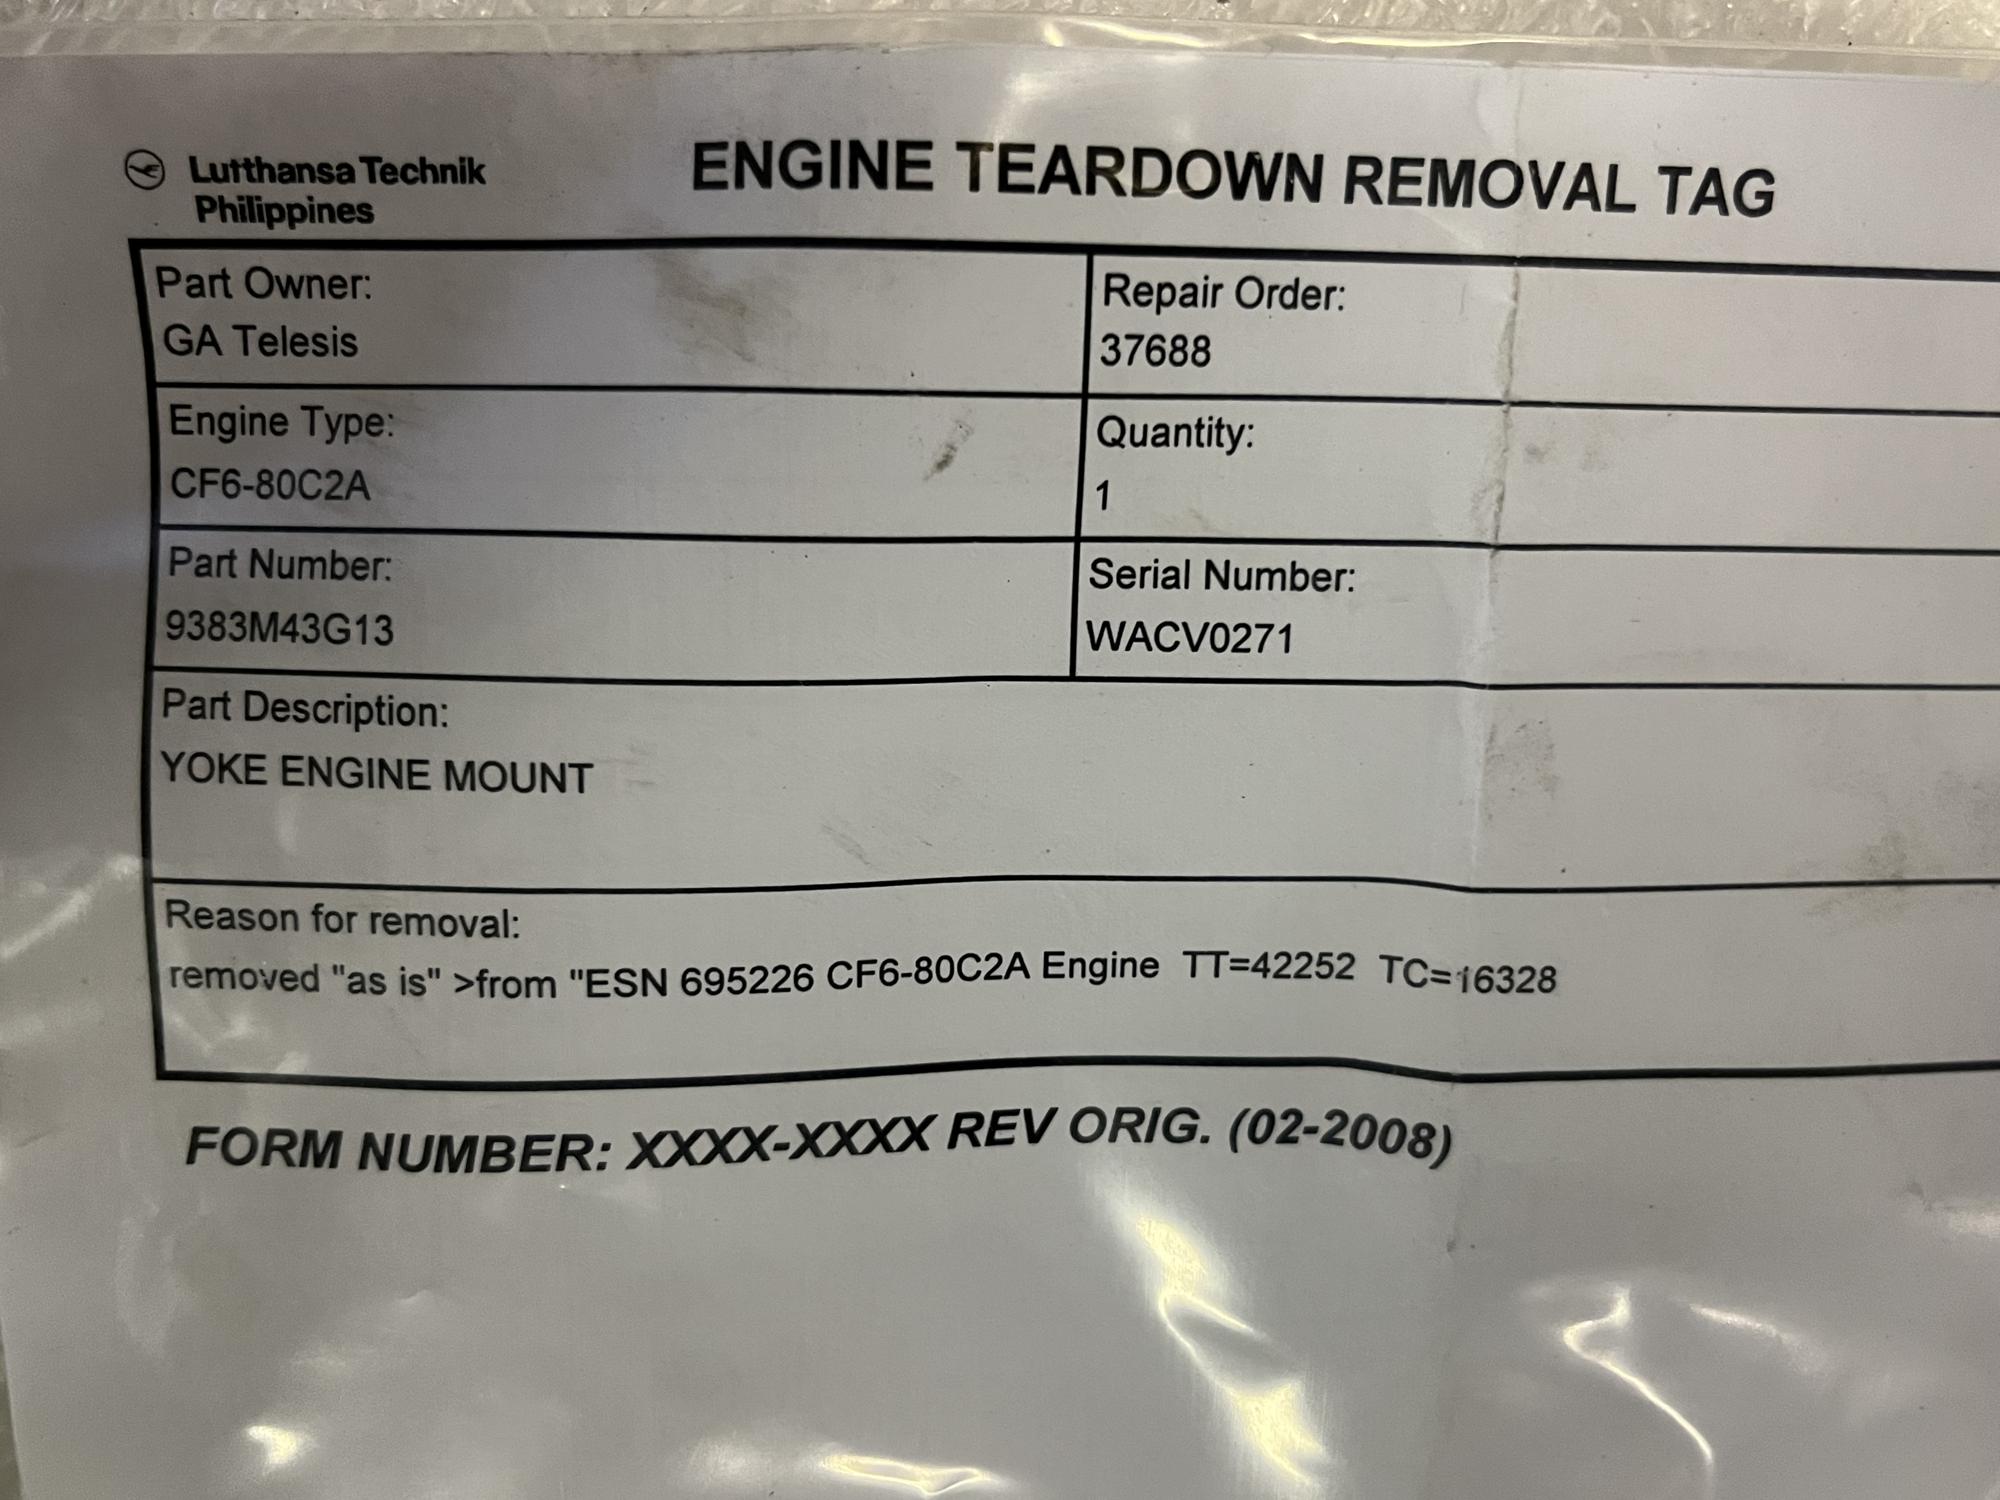 Lufthansa Technik
Philippines
ENGINE TEARDOWN REMOVAL TAG
Part Owner:
GA Telesis
Repair Order:
37688
Engine Type:
CF6-80C2A
Quantity:
1
Part Number:
9383M43G13
Serial Number:
WACV0271
Part Description:
YOKE ENGINE MOUNT
Reason for removal:
removed "as is" >from "ESN 695226 CF6-80C2A Engine TT=42252 TC=16328
FORM NUMBER: XXXX-XXXX REV ORIG. (02-2008)